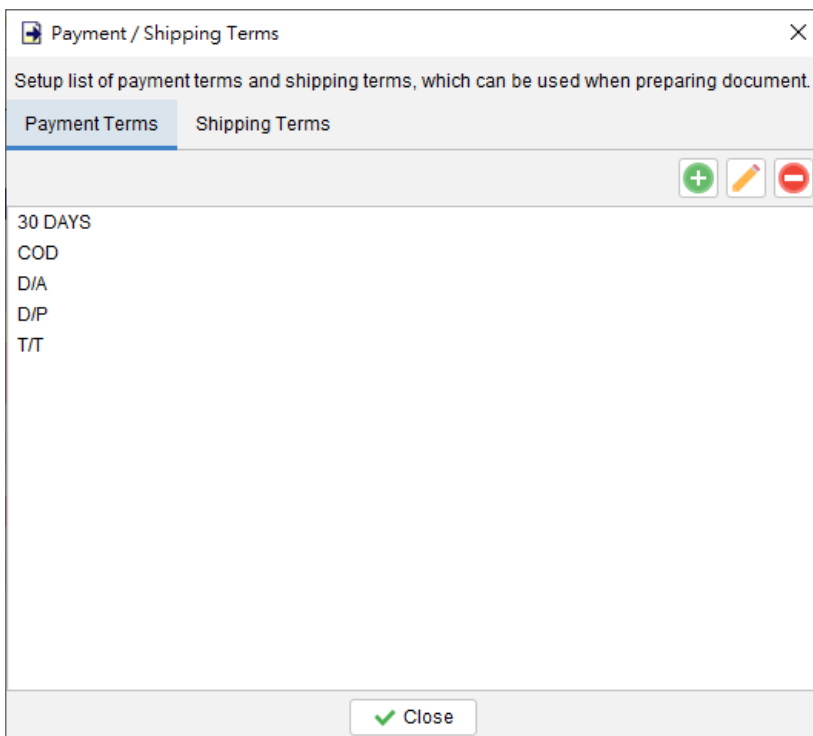 Payment / Shipping Terms
Setup list of payment terms and shipping terms, which can be used when preparing document.
Payment Terms Shipping Terms
30 DAYS
COD
D/A
D/P
T/T
Close